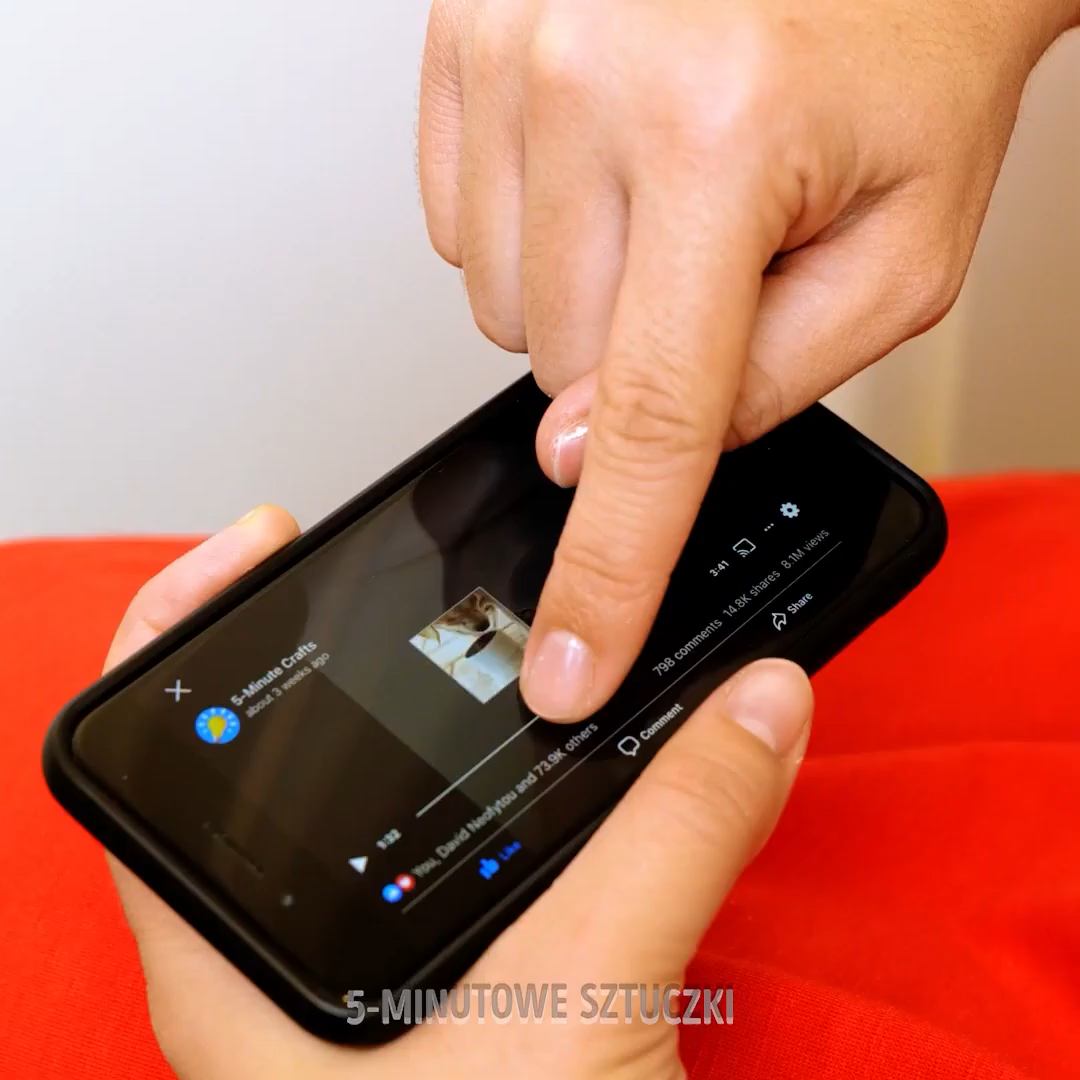 5-Minute Crafts
about 3 weeks ago
3:41
You, David Neofytou and 73.9K others
798 comments 14.8K shares 8.1M views
Like
Comment
Share
5-MINUTOWE SZTUCZKI